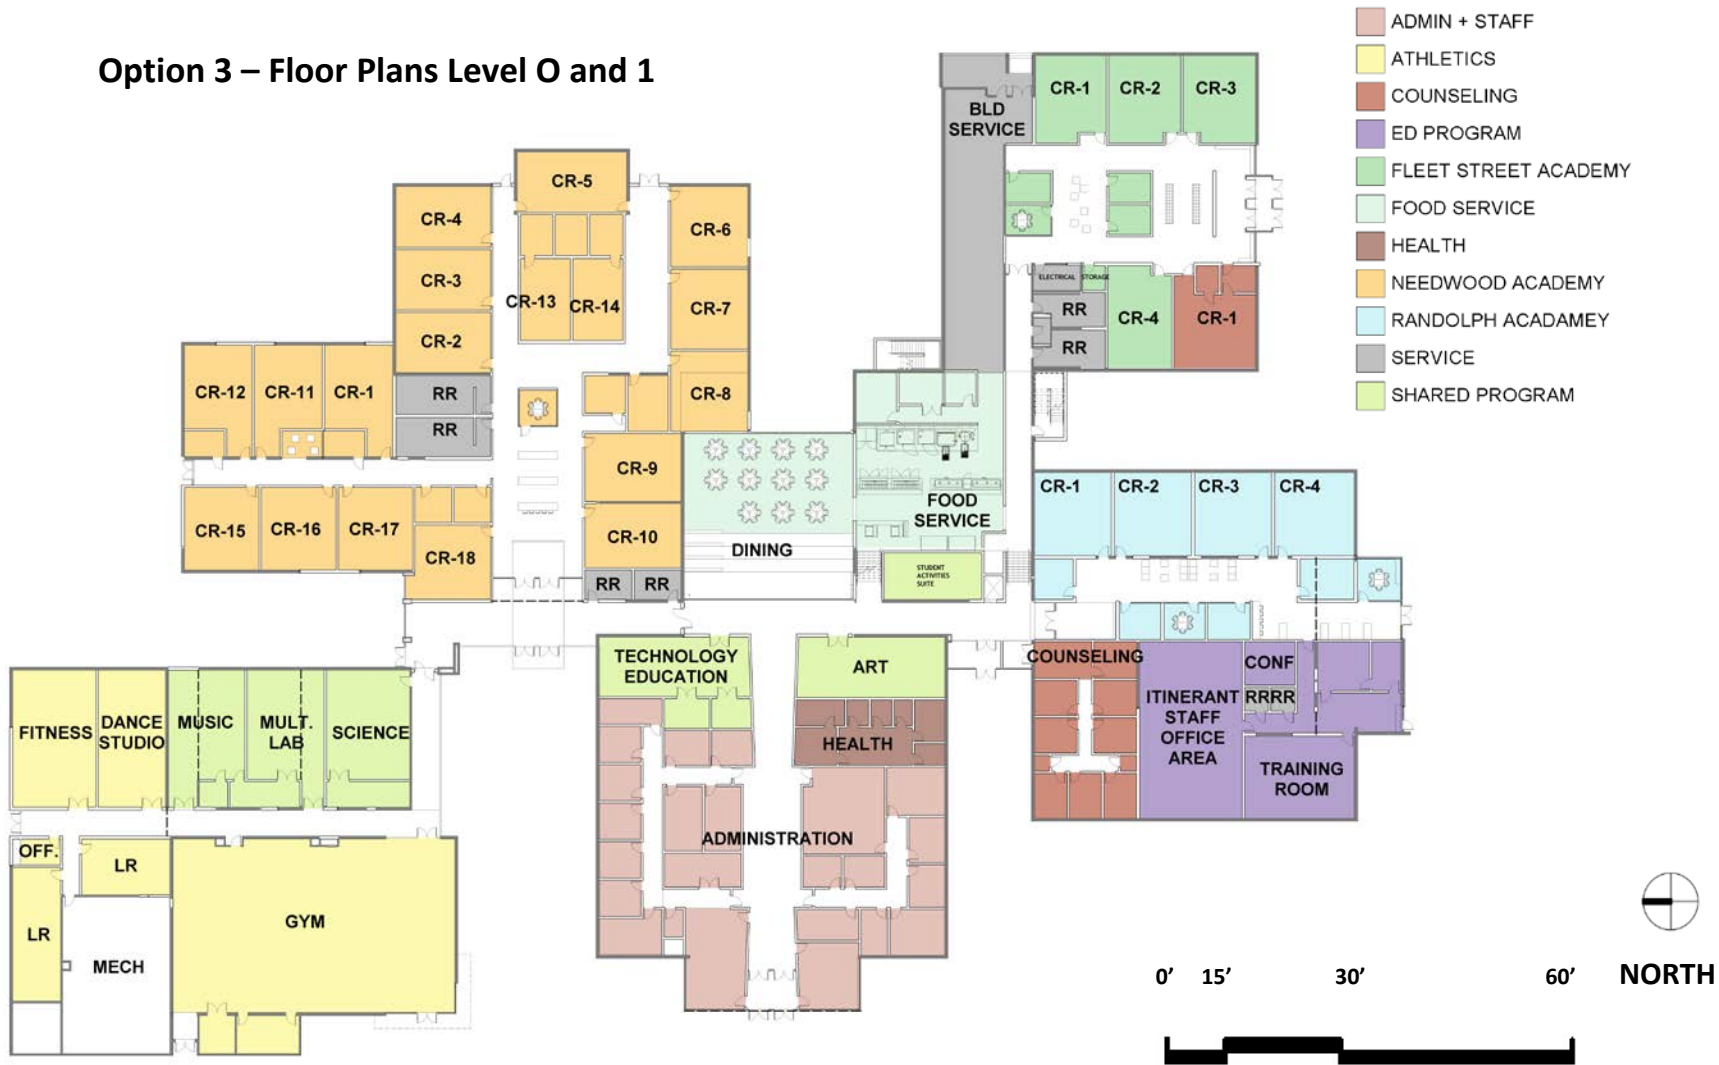 Option 3 – Floor Plans Level O and 1
ADMIN + STAFF
ATHLETICS
COUNSELING
ED PROGRAM
FLEET STREET ACADEMY
FOOD SERVICE
HEALTH
NEEDWOOD ACADEMY
RANDOLPH ACADAMEY
SERVICE
SHARED PROGRAM
BLD
SERVICE
CR-1
CR-2
CR-3
ELECTRICAL
STORAGE
RR
RR
CR-4
CR-1
CR-5
CR-4
CR-3
CR-2
CR-6
CR-7
CR-8
CR-13
CR-14
CR-12
CR-11
CR-1
RR
RR
CR-9
CR-10
CR-15
CR-16
CR-17
CR-18
RR
RR
DINING
FOOD
SERVICE
STUDENT
ACTIVITIES
SUITE
CR-1
CR-2
CR-3
CR-4
COUNSELING
ITINERANT
STAFF
OFFICE
AREA
CONF
RR
RR
TRAINING
ROOM
TECHNOLOGY
EDUCATION
ART
HEALTH
ADMINISTRATION
FITNESS
DANCE
STUDIO
MUSIC
MULT.
LAB
SCIENCE
OFF.
LR
LR
MECH
GYM
0' 15' 30' 60'
NORTH